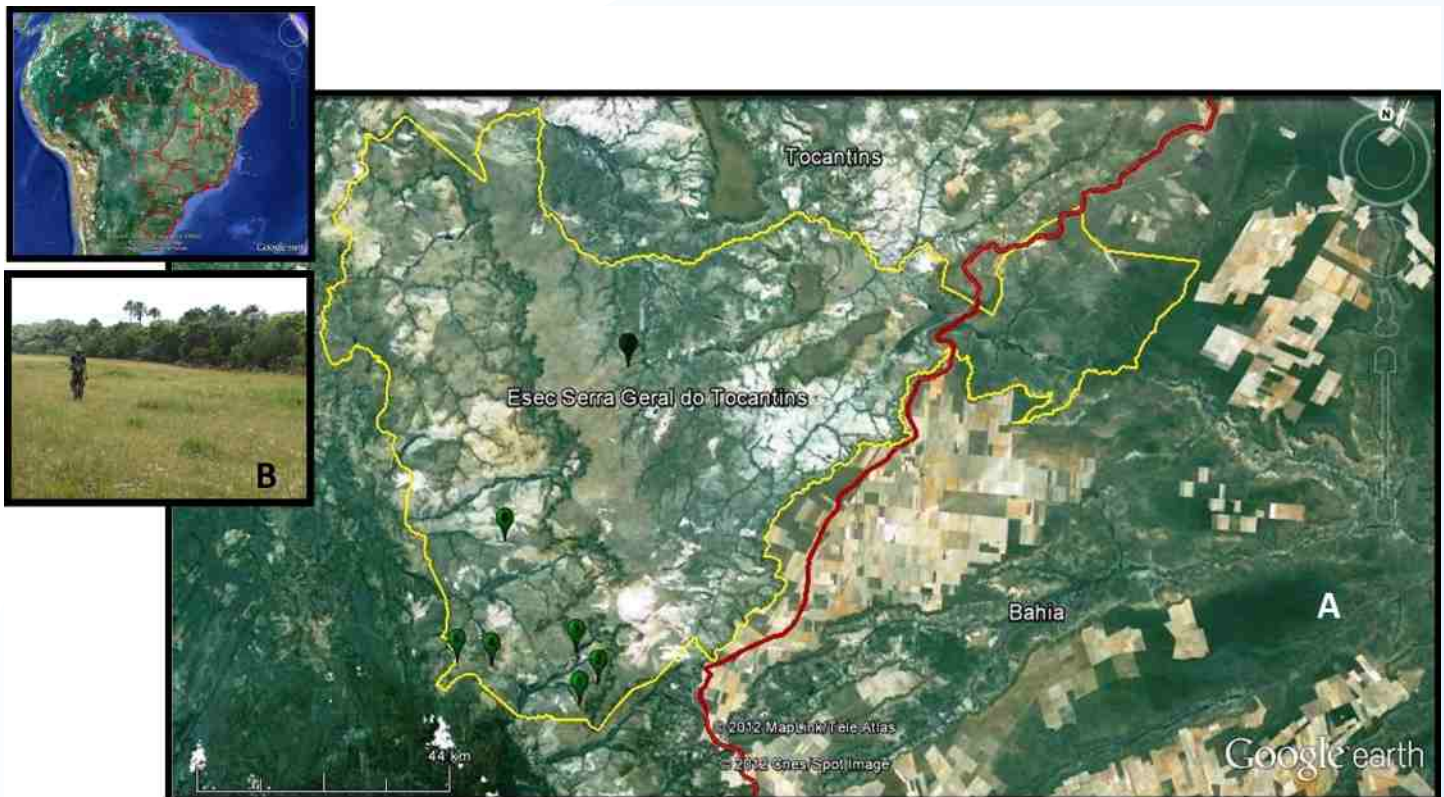 Google
Tocantins
N
Esec Serra Geral do Tocantins
B
Bahia
A
© 2012 MapLink/Tele Atlas
44 km
© 2012 Cnes/Spot Image
Google earth